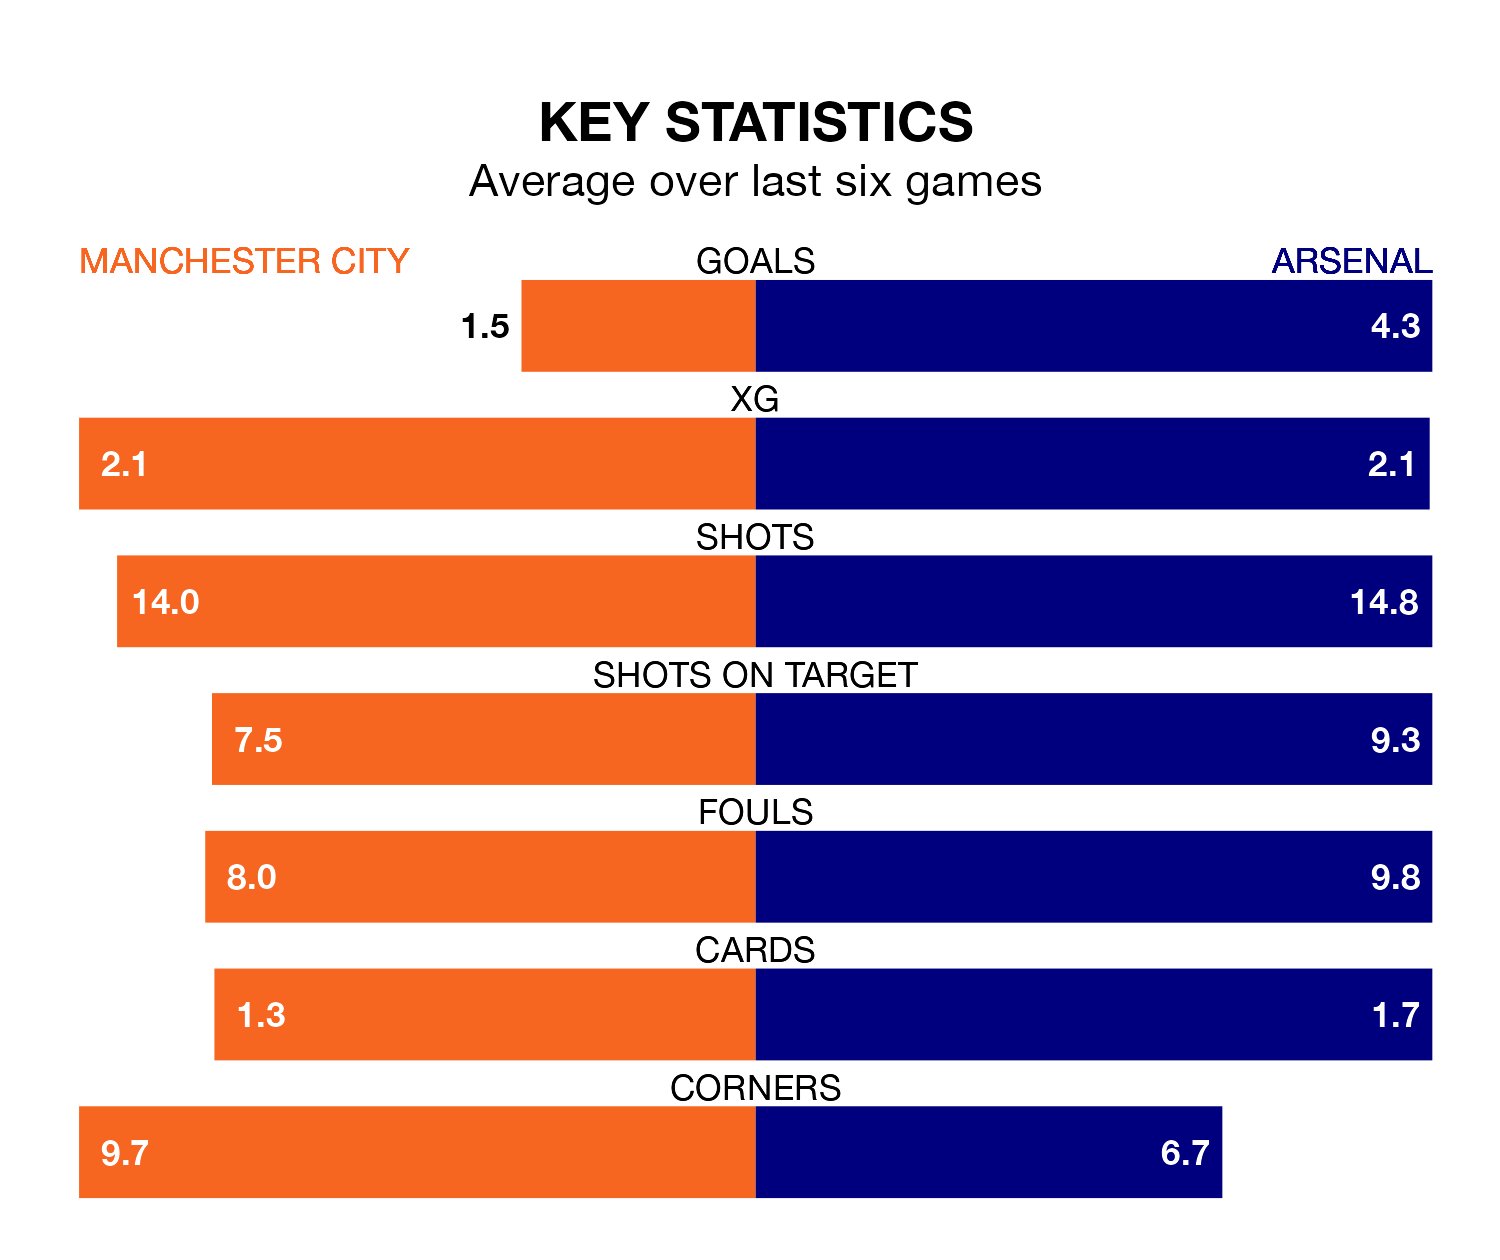 KEY STATISTICS
Average over last six games
MANCHESTER CITY GOALS ARSENAL
1.5 4.3
XG
2.1 2.1
SHOTS
14.0 14.8
SHOTS ON TARGET
7.5 9.3
FOULS
8.0 9.8
CARDS
1.3 1.7
CORNERS
9.7 6.7